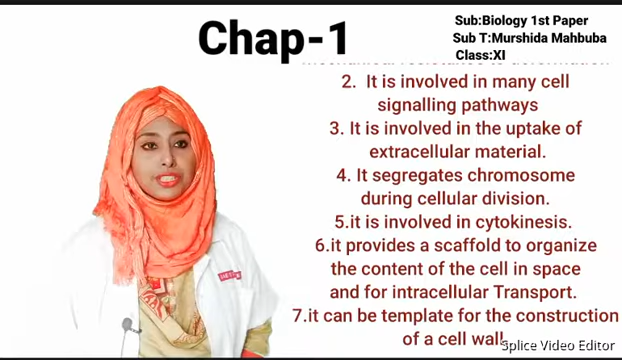 Chap-1
Sub:Biology 1st Paper
Sub T:Murshida Mahbuba
Class:XI
2. It is involved in many cell
signalling pathways
3. It is involved in the uptake of
extracellular material.
4. It segregates chromosome
during cellular division.
5.it is involved in cytokinesis.
6.it provides a scaffold to organize
the content of the cell in space
and for intracellular Transport.
7.it can be template for the construction
of a cell wall.
Splice Video Editor